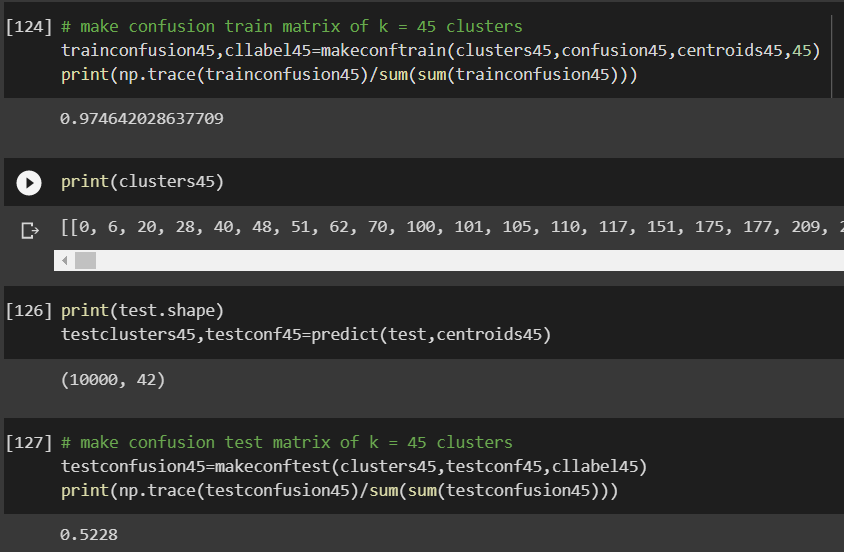 [124] # make confusion train matrix of k = 45 clusters
trainconfusion45,cllabel45=makeconftrain(clusters45,confusion45,centroids45,45)
print(np.trace(trainconfusion45)/sum(sum(trainconfusion45)))
0.974642028637709
print(clusters45)
[[0, 6, 20, 28, 40, 48, 51, 62, 70, 100, 101, 105, 110, 117, 151, 175, 177, 209,
[126] print(test.shape)
testclusters45,testconf45=predict(test,centroids45)
(10000, 42)
[127] # make confusion test matrix of k = 45 clusters
testconfusion45=makeconftest(clusters45,testconf45,cllabel45)
print(np.trace(testconfusion45)/sum(sum(testconfusion45)))
0.5228